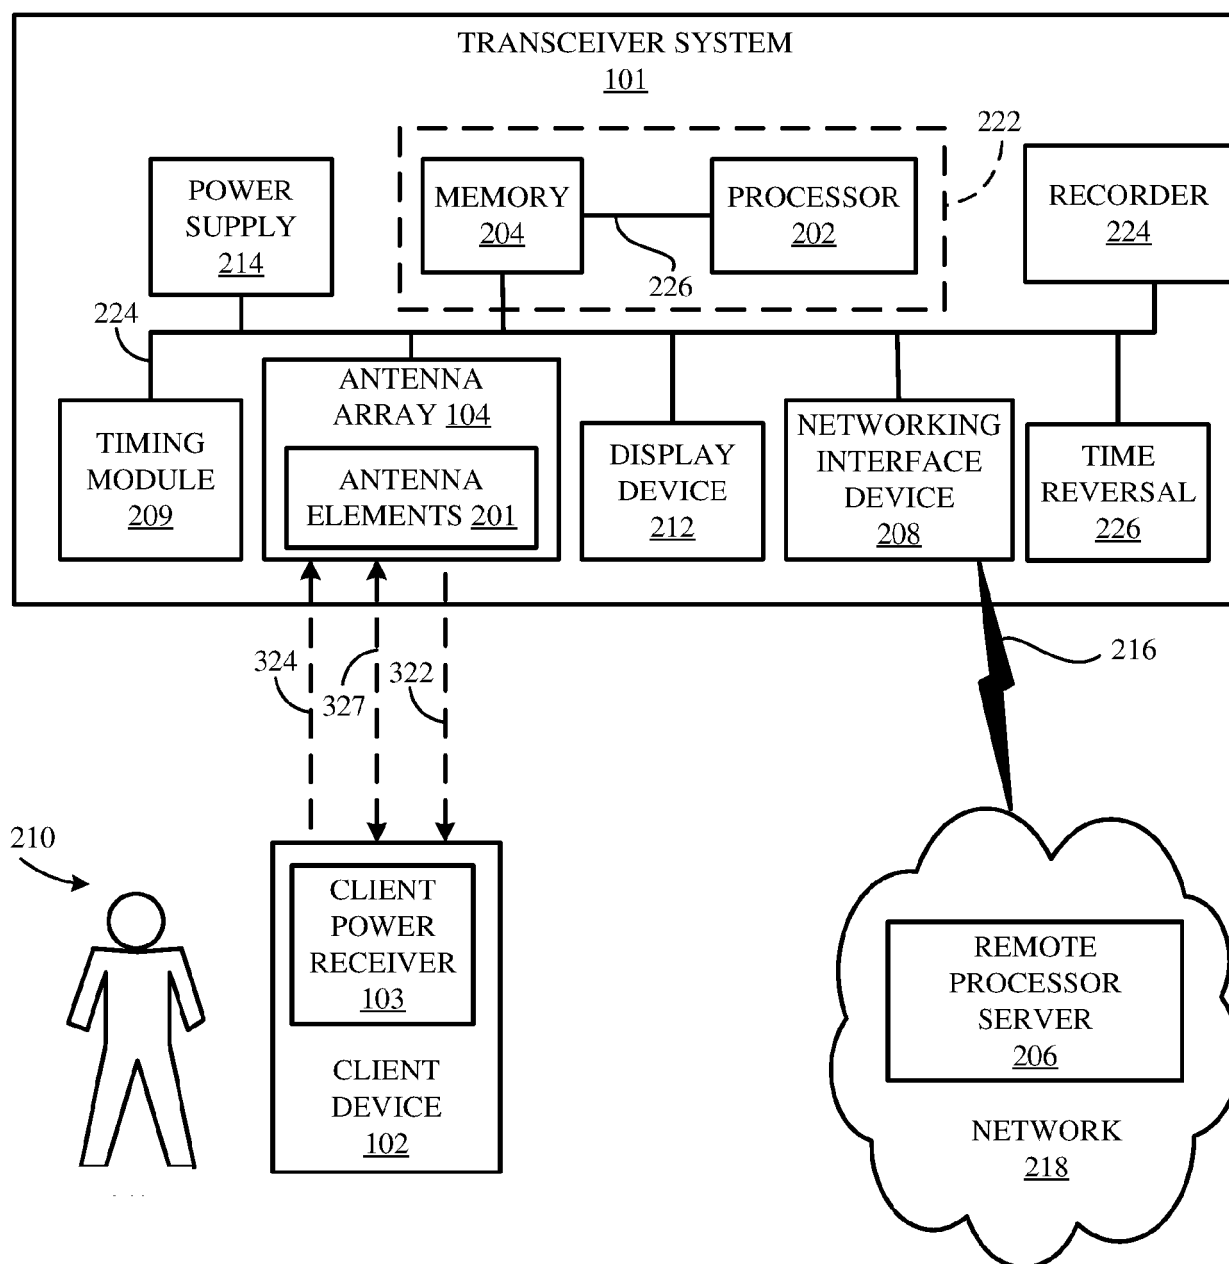 TRANSCEIVER SYSTEM
101
222
POWER
SUPPLY
214
MEMORY
204
PROCESSOR
202
226
RECORDER
224
224
TIMING
MODULE
209
ANTENNA
ARRAY 104
ANTENNA
ELEMENTS 201
DISPLAY
DEVICE
212
NETWORKING
INTERFACE
DEVICE
208
TIME
REVERSAL
226
324
327
322
216
210
CLIENT
POWER
RECEIVER
103
CLIENT
DEVICE
102
REMOTE
PROCESSOR
SERVER
206
NETWORK
218